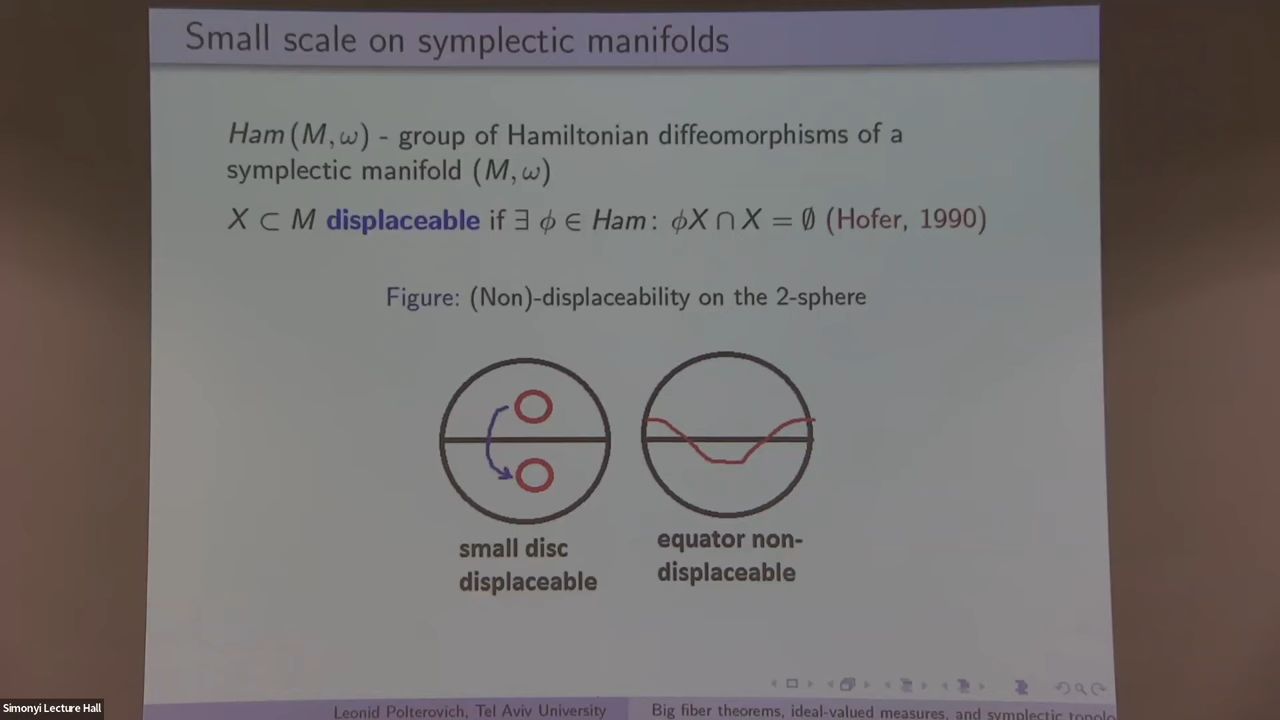 Small scale on symplectic manifolds
Ham(M, ω) - group of Hamiltonian diffeomorphisms of a
symplectic manifold (M, ω)
X ⊂ M displaceable if ∃ ϕ ∈ Ham: ϕX ∩ X = ∅ (Hofer, 1990)
Figure: (Non)-displaceability on the 2-sphere
small disc
displaceable
equator non-
displaceable
Simonyi Lecture Hall
Leonid Polterovich, Tel Aviv University
Big fiber theorems, ideal-valued measures, and symplectic topolo